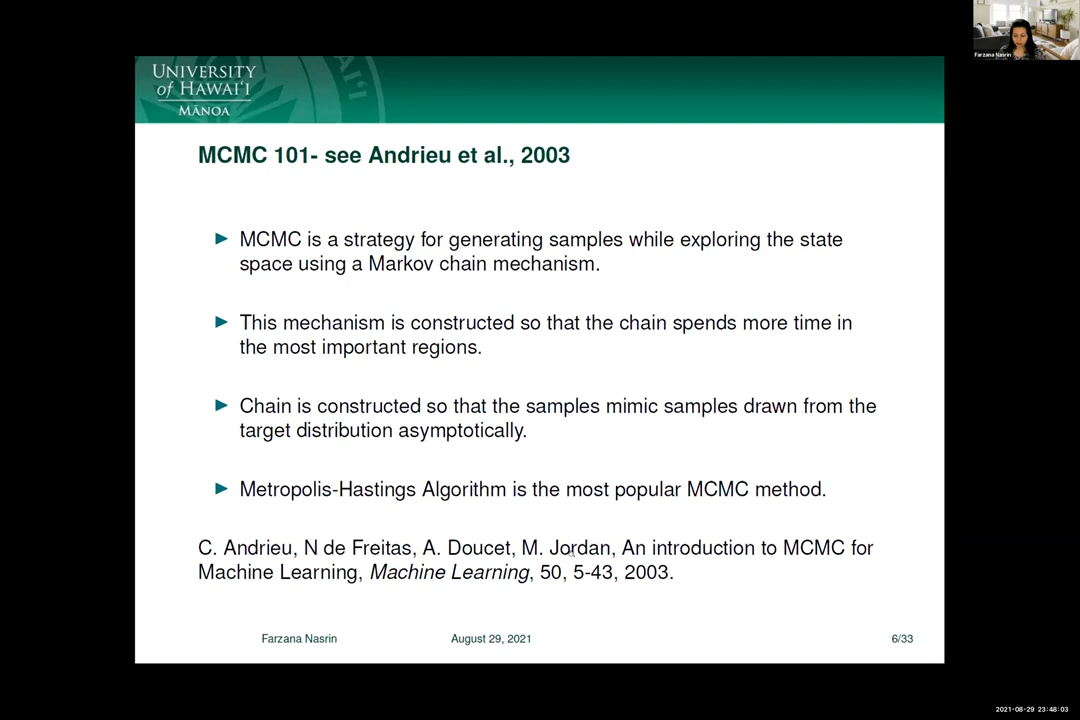 UNIVERSITY
of HAWAIʻI
MĀNOA
Farzana Nasrin
MCMC 101- see Andrieu et al., 2003
MCMC is a strategy for generating samples while exploring the state
space using a Markov chain mechanism.
This mechanism is constructed so that the chain spends more time in
the most important regions.
Chain is constructed so that the samples mimic samples drawn from the
target distribution asymptotically.
Metropolis-Hastings Algorithm is the most popular MCMC method.
C. Andrieu, N de Freitas, A. Doucet, M. Jordan, An introduction to MCMC for
Machine Learning, Machine Learning, 50, 5-43, 2003.
Farzana Nasrin August 29, 2021 6/33
2021-08-29 23:48:03